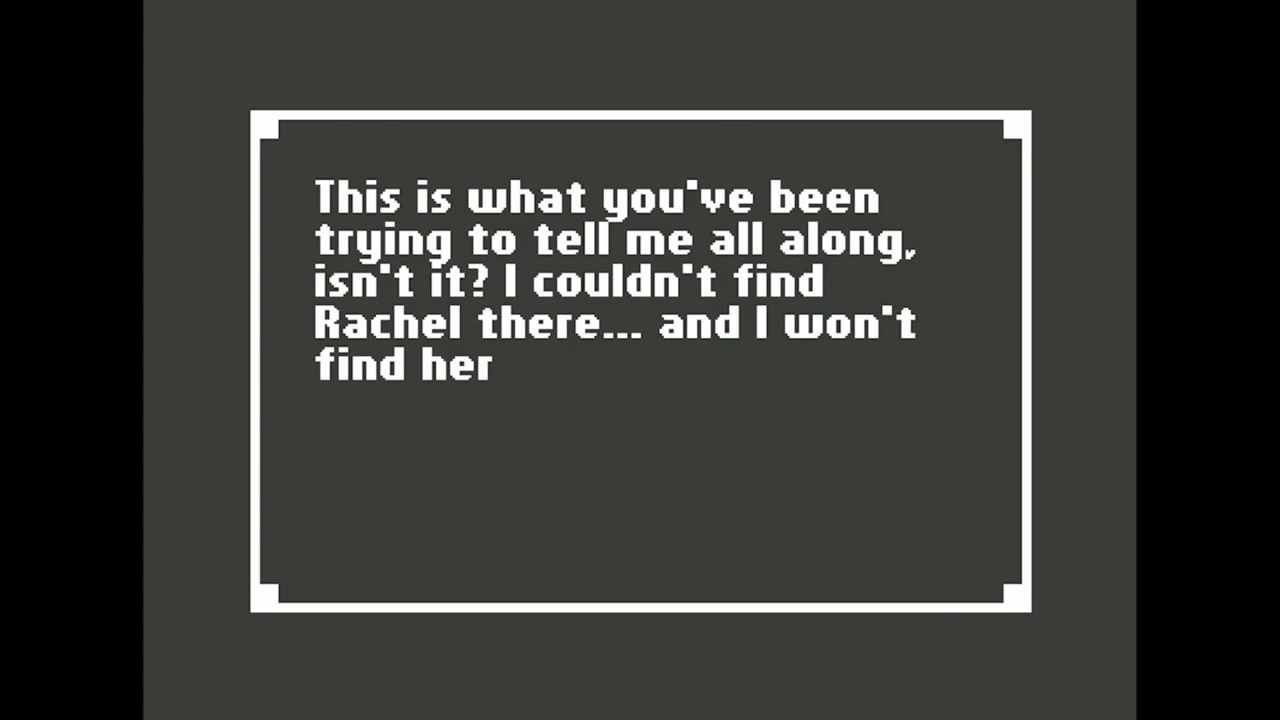 This is what you've been
trying to tell me all along,
isn't it? I couldn't find
Rachel there... and I won't
find her